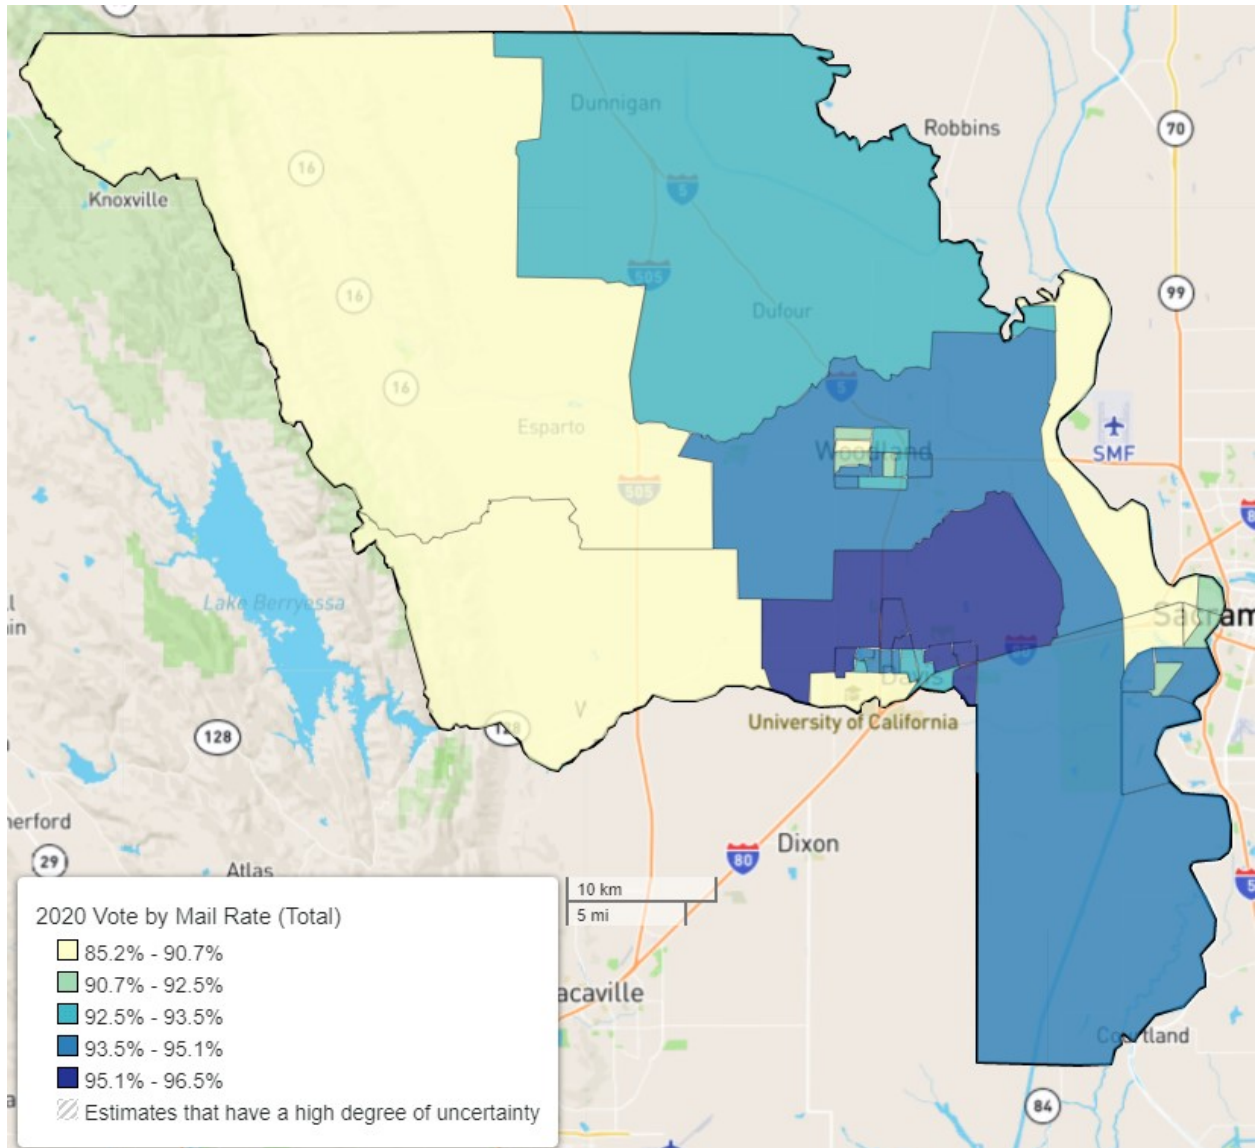 Dunnigan
Robbins
70
16
Knoxville
5
505
16
99
Dufour
16
5
Esparto
Woodland
SMF
505
Lake Berryessa
Sacram
80
Davis
V
University of California
128
128
herford
Dixon
29
Atlas
80
10 km
5 mi
5
2020 Vote by Mail Rate (Total)
85.2% - 90.7%
90.7% - 92.5%
92.5% - 93.5%
93.5% - 95.1%
95.1% - 96.5%
Estimates that have a high degree of uncertainty
acaville
84